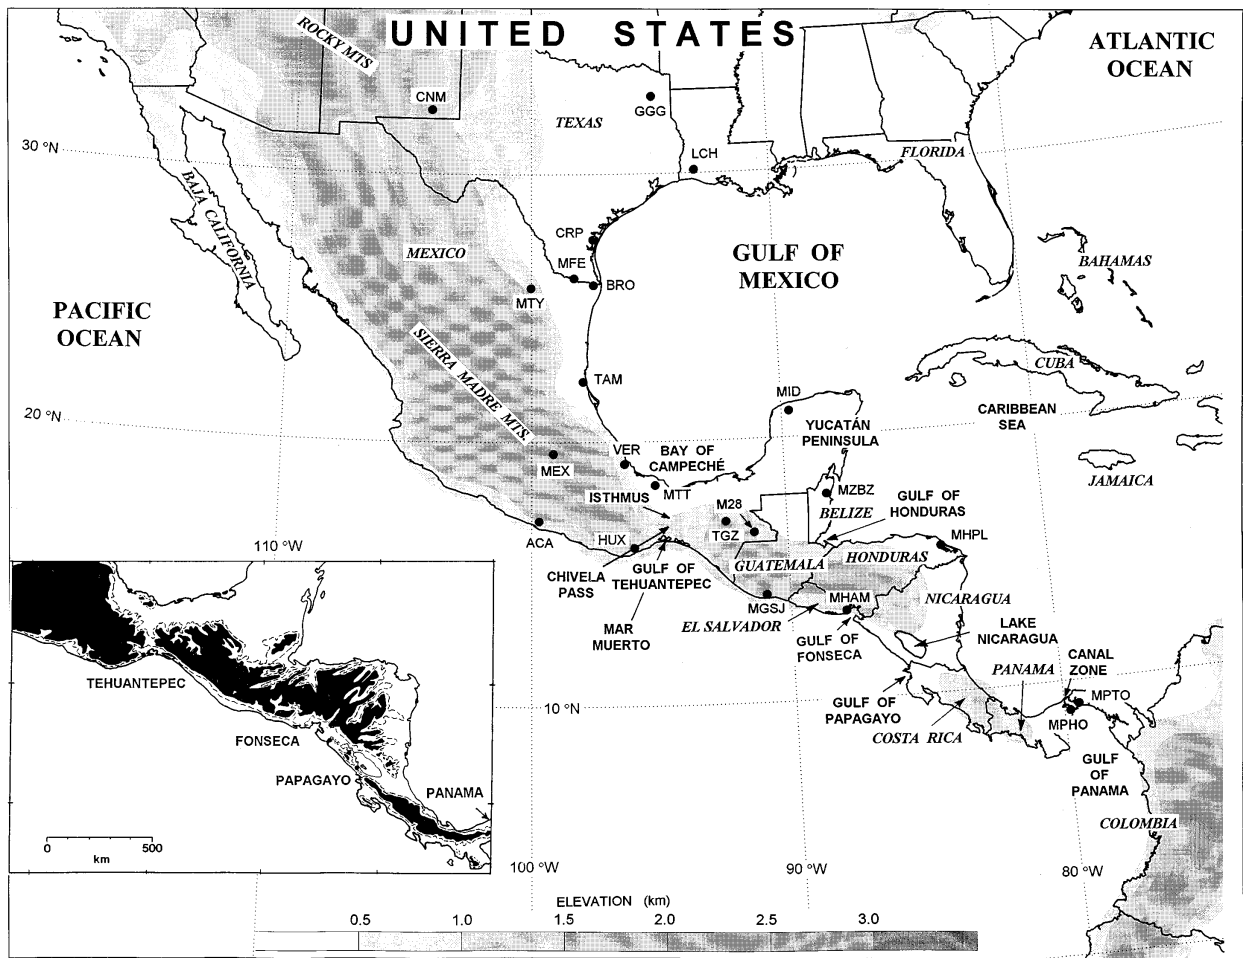 UNITED STATES
ROCKY MTS
ATLANTIC
OCEAN
CNM
GGG
TEXAS
LCH
FLORIDA
30 °N
BAJA CALIFORNIA
CRP
MEXICO
GULF OF
MEXICO
BAHAMAS
MFE
BRO
MTY
PACIFIC
OCEAN
SIERRA MADRE MTS.
TAM
CUBA
MID
20 °N
CARIBBEAN
SEA
YUCATÁN
PENINSULA
VER
BAY OF
CAMPECHÉ
MEX
JAMAICA
MTT
MZBZ
ISTHMUS
M28
BELIZE
GULF OF
HONDURAS
ACA
HUX
TGZ
MHPL
110 °W
CHIVELA
PASS
GULF OF
TEHUANTEPEC
GUATEMALA
HONDURAS
MGSJ
MHAM
NICARAGUA
MAR
MUERTO
EL SALVADOR
GULF OF
FONSECA
LAKE
NICARAGUA
PANAMA
CANAL
ZONE
TEHUANTEPEC
MPTO
10 °N
GULF OF
PAPAGAYO
MPHO
COSTA RICA
FONSECA
GULF
OF
PANAMA
PAPAGAYO
PANAMA
COLOMBIA
0
500
km
100 °W
90 °W
80 °W
ELEVATION (km)
0.5
1.0
1.5
2.0
2.5
3.0